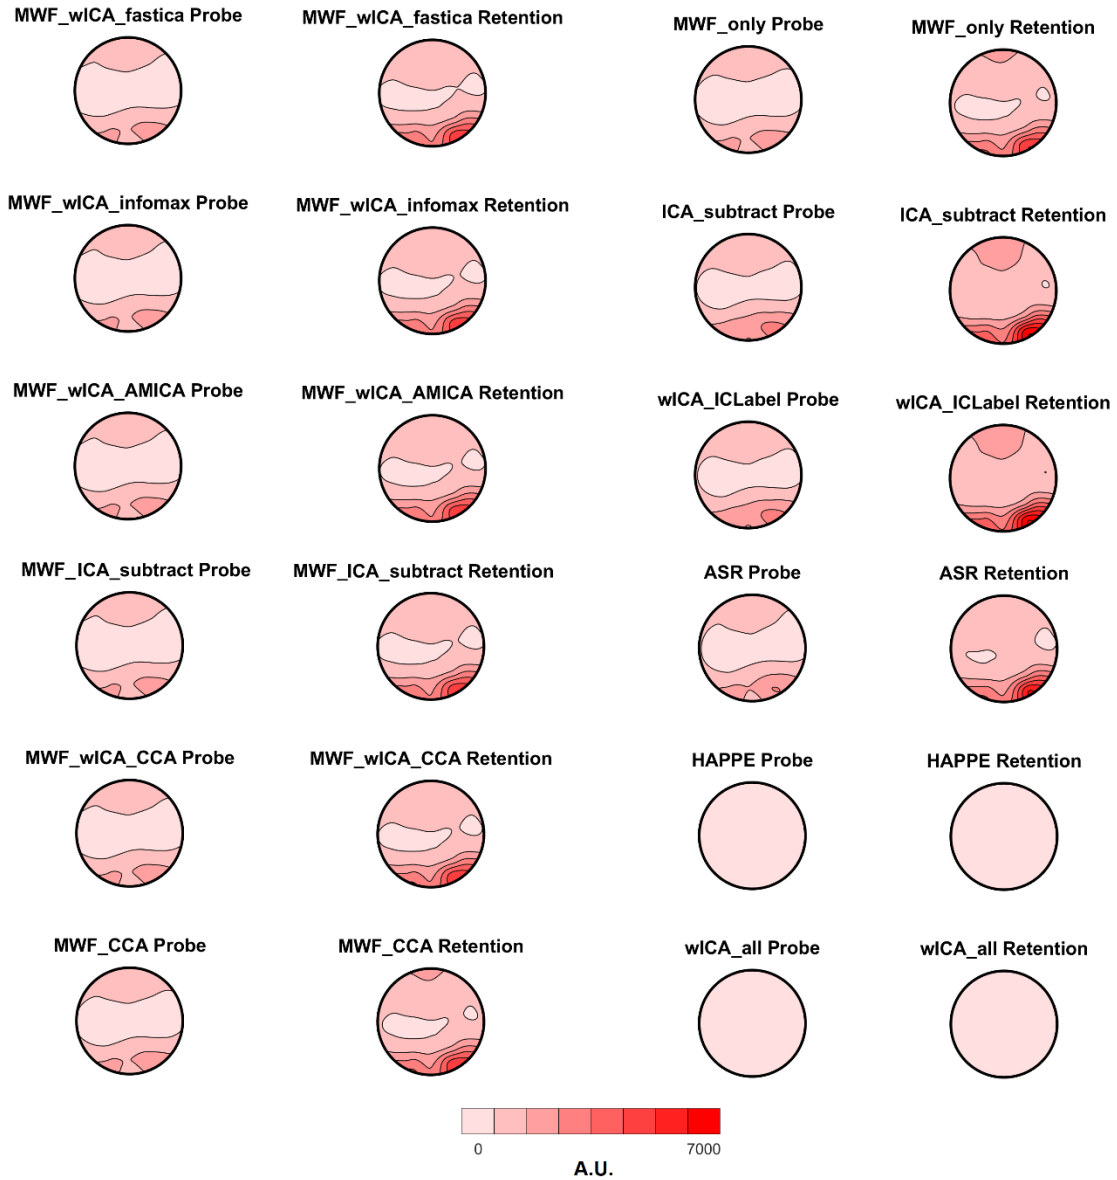 MWF_wICA_fastica Probe
MWF_wICA_fastica Retention
MWF_only Probe
MWF_only Retention
MWF_wICA_infomax Probe
MWF_wICA_infomax Retention
ICA_subtract Probe
ICA_subtract Retention
MWF_wICA_AMICA Probe
MWF_wICA_AMICA Retention
wICA_ICLabel Probe
wICA_ICLabel Retention
MWF_ICA_subtract Probe
MWF_ICA_subtract Retention
ASR Probe
ASR Retention
MWF_wICA_CCA Probe
MWF_wICA_CCA Retention
HAPPE Probe
HAPPE Retention
MWF_CCA Probe
MWF_CCA Retention
wICA_all Probe
wICA_all Retention
0
7000
A.U.